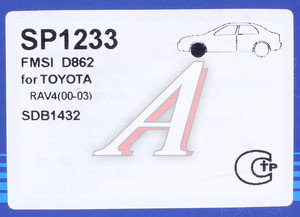 SP1233
FMSI D862
for TOYOTA
RAV4(00-03)
SDB1432